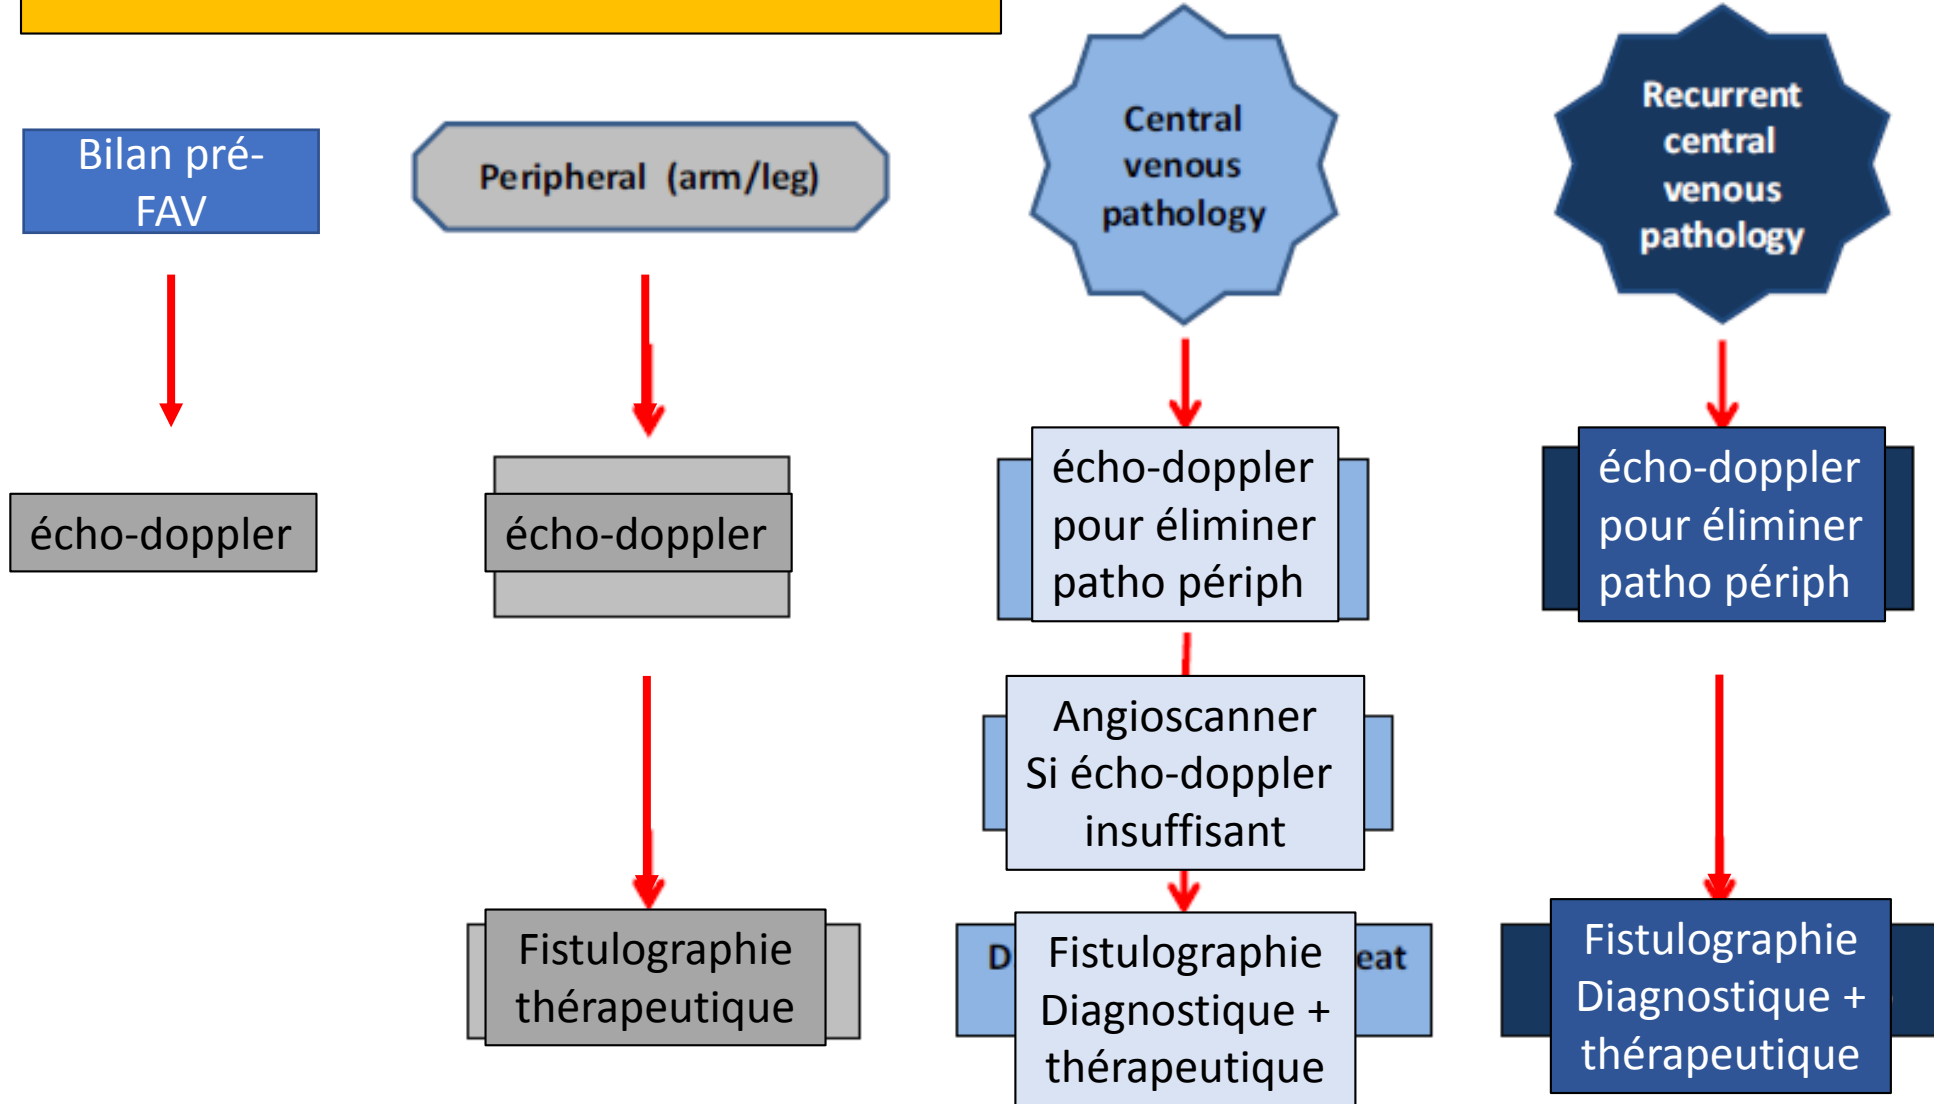 Bilan pré-
FAV
écho-doppler
Peripheral (arm/leg)
écho-doppler
Fistulographie
thérapeutique
Central
venous
pathology
écho-doppler
pour éliminer
patho périph
Angioscanner
Si écho-doppler
insuffisant
Fistulographie
Diagnostique +
thérapeutique
Recurrent
central
venous
pathology
écho-doppler
pour éliminer
patho périph
Fistulographie
Diagnostique +
thérapeutique